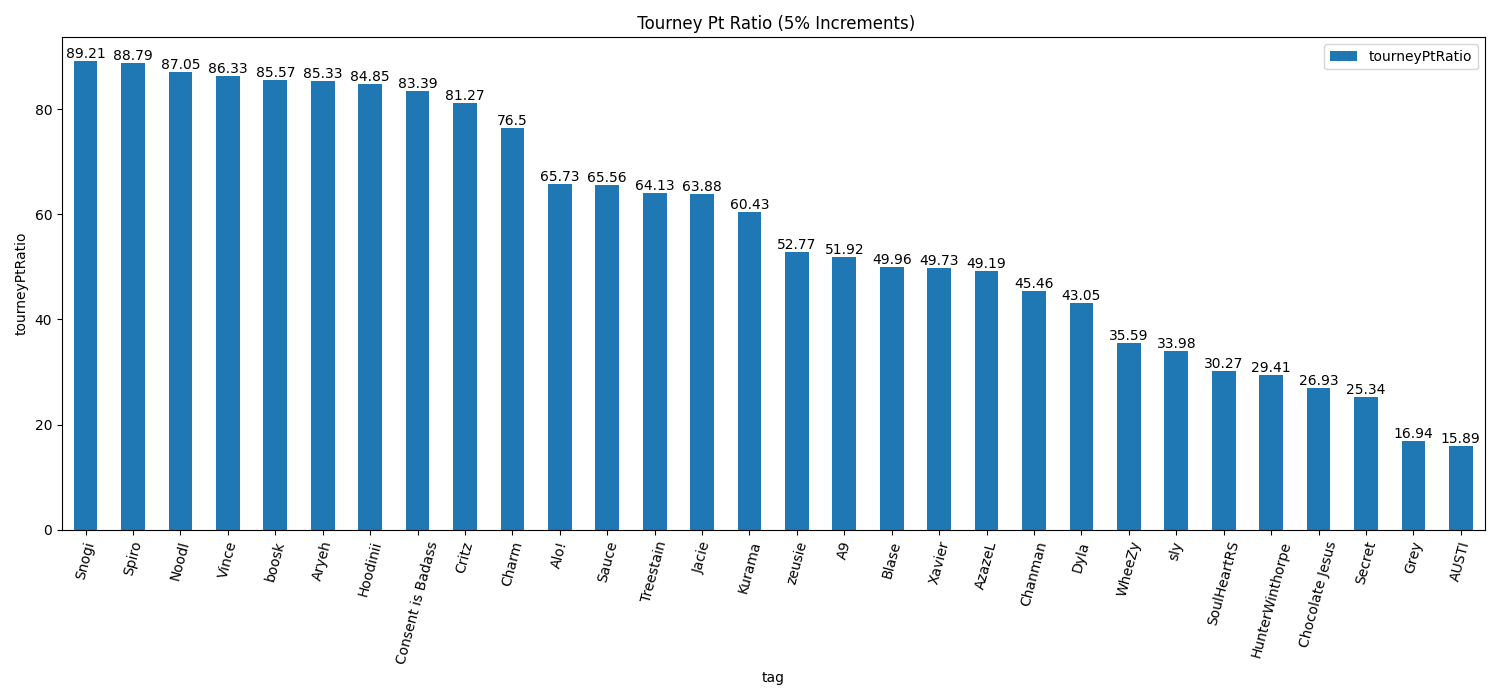 Tourney Pt Ratio (5% Increments)
tourneyPtRatio
89.21 88.79 87.05 86.33 85.57 85.33 84.85 83.39 81.27 76.5 65.73 65.56 64.13 63.88 60.43 52.77 51.92 49.96 49.73 49.19 45.46 43.05 35.59 33.98 30.27 29.41 26.93 25.34 16.94 15.89
80
60
40
20
0
tourneyPtRatio
Snogi
Spiro
Noodl
Vince
boosk
Aryeh
Hoodinii
Consent is Badass
Critz
Charm
Alo!
Sauce
Treestain
Jacie
Kurama
zeusie
A9
Blase
Xavier
AzazeL
Chanman
Dyla
WheeZy
sly
SoulHeartRS
HunterWinthorpe
Chocolate Jesus
Secret
Grey
AUSTI
tag